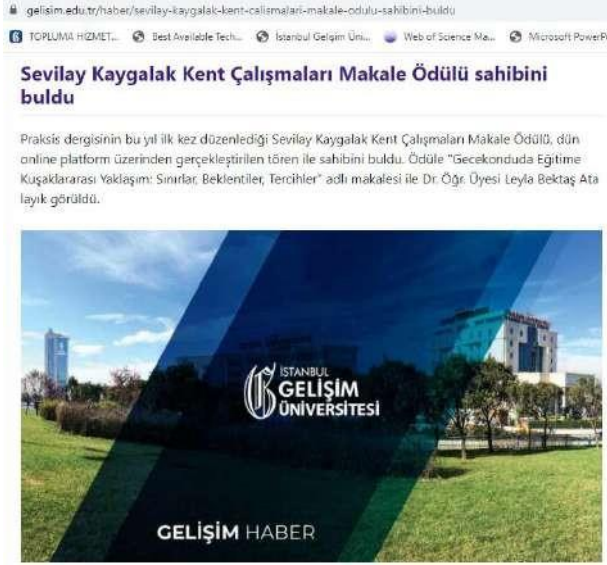 gelisim.edu.tr/haber/sevilay-kaygalak-kent-calismalari-makale-odulu-sahibini-buldu
TOPLUMA HİZMET... Best Available Tech... İstanbul Gelişim Üni... Web of Science Ma... Microsoft PowerP
Sevilay Kaygalak Kent Çalışmaları Makale Ödülü sahibini
buldu
Praksis dergisinin bu yıl ilk kez düzenlediği Sevilay Kaygalak Kent Çalışmaları Makale Ödülü, dün
online platform üzerinden gerçekleştirilen tören ile sahibini buldu. Ödüle "Gecekonduda Eğitime
Kuşaklararası Yaklaşım: Sınırlar, Beklentiler, Tercihler" adlı makalesi ile Dr. Öğr. Üyesi Leyla Bektaş Ata
layık görüldü.
İSTANBUL
GELİŞİM
ÜNİVERSİTESİ
GELİŞİM HABER